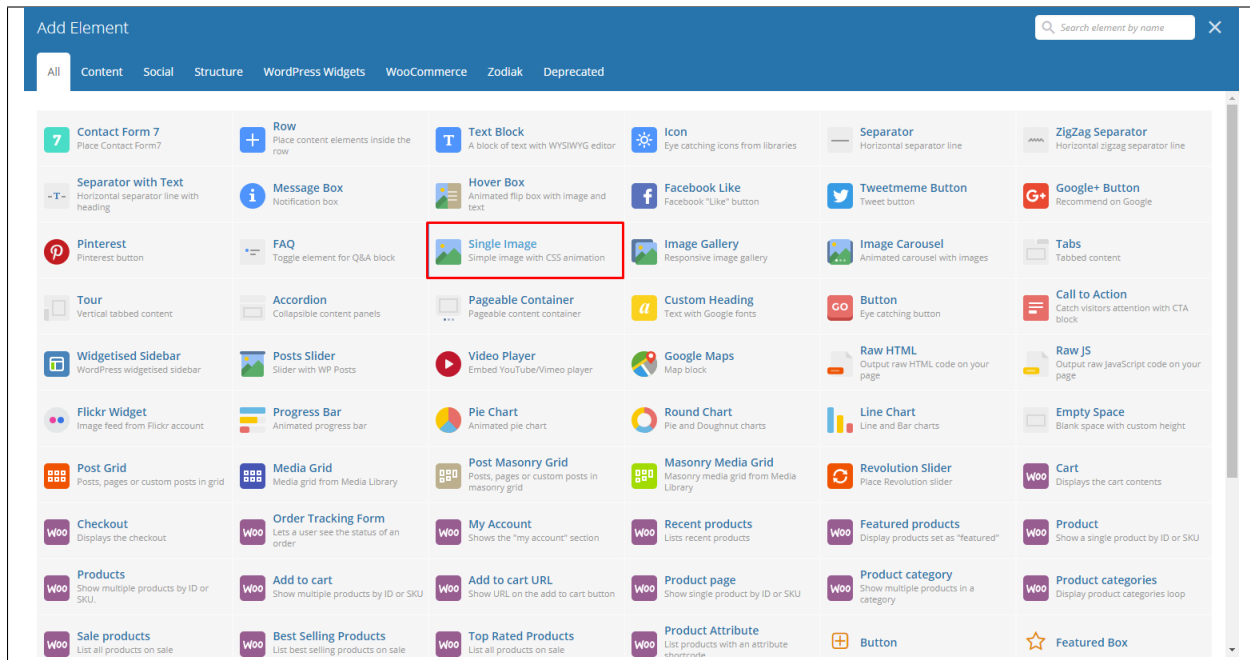 Add Element
Search element by name
All Content Social Structure WordPress Widgets WooCommerce Zodiak Deprecated
7
Contact Form 7
Place Contact Form7
Row
Place content elements inside the
row
T
Text Block
A block of text with WYSIWYG editor
Icon
Eye catching icons from libraries
Separator
Horizontal separator line
ZigZag Separator
Horizontal zigzag separator line
-T-
Separator with Text
Horizontal separator line with
heading
i
Message Box
Notification box
Hover Box
Animated flip box with image and
text
f
Facebook Like
Facebook "Like" button
Tweetmeme Button
Tweet button
G+
Google+ Button
Recommend on Google
Pinterest
Pinterest button
FAQ
Toggle element for Q&A block
Single Image
Simple image with CSS animation
Image Gallery
Responsive image gallery
Image Carousel
Animated carousel with images
Tabs
Tabbed content
Tour
Vertical tabbed content
Accordion
Collapsible content panels
Pageable Container
Pageable content container
a
Custom Heading
Text with Google fonts
GO
Button
Eye catching button
Call to Action
Catch visitors attention with CTA
block
Widgetised Sidebar
WordPress widgetised sidebar
Posts Slider
Slider with WP Posts
Video Player
Embed YouTube/Vimeo player
Google Maps
Map block
Raw HTML
Output raw HTML code on your
page
Raw JS
Output raw JavaScript code on your
page
Flickr Widget
Image feed from Flickr account
Progress Bar
Animated progress bar
Pie Chart
Animated pie chart
Round Chart
Pie and Doughnut charts
Line Chart
Line and Bar charts
Empty Space
Blank space with custom height
Post Grid
Posts, pages or custom posts in grid
Media Grid
Media grid from Media Library
Post Masonry Grid
Posts, pages or custom posts in
masonry grid
Masonry Media Grid
Masonry media grid from Media
Library
Revolution Slider
Place Revolution slider
Woo
Cart
Displays the cart contents
Woo
Checkout
Displays the checkout
Woo
Order Tracking Form
Lets a user see the status of an
order
Woo
My Account
Shows the "my account" section
Woo
Recent products
Lists recent products
Woo
Featured products
Display products set as "featured"
Woo
Product
Show a single product by ID or SKU
Woo
Products
Show multiple products by ID or
SKU.
Woo
Add to cart
Show multiple products by ID or SKU
Woo
Add to cart URL
Show URL on the add to cart button
Woo
Product page
Show single product by ID or SKU
Woo
Product category
Show multiple products in a
category
Woo
Product categories
Display product categories loop
Woo
Sale products
List all products on sale
Woo
Best Selling Products
List best selling products on sale
Woo
Top Rated Products
List all products on sale
Woo
Product Attribute
List products with an attribute
shortcode
Button
Featured Box